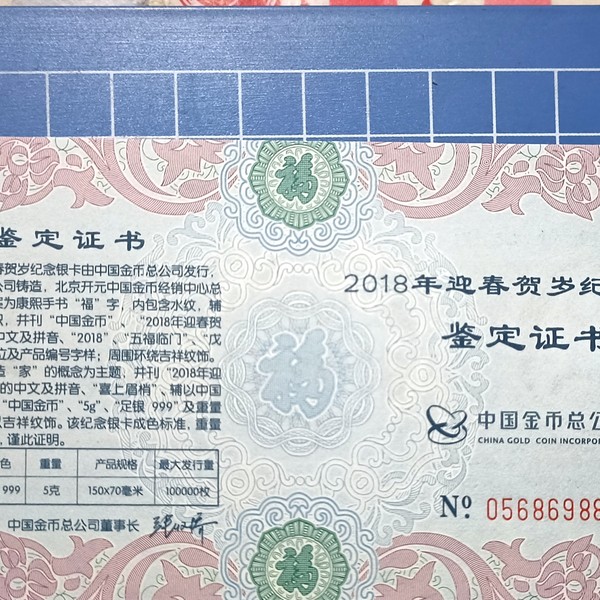 福
鉴定证书
春贺岁纪念银卡由中国金币总公司发行，
公司铸造，北京开元中国金币经销中心总
案为康熙手书“福”字，内包含水纹，辅
识，并刊“中国金币”、“2018年迎春贺
中文及拼音、“2018”、“五福临门”、“戊
位及产品编号字样；周围环绕吉祥纹饰。
造“家”的概念为主题，并刊“2018年迎
的中文及拼音、“喜上眉梢”、辅以中国
“中国金币”、“5g”、“足银 999”及重量
以吉祥纹饰。该纪念银卡成色标准，重量
，谨此证明。
色 重量 产品规格 最大发行量
999 5克 150X70毫米 100000枚
中国金币总公司董事长
福
2018年迎春贺岁纪
鉴定证书
中国金币总公
CHINA GOLD COIN INCORPO
Nº 05686988
福